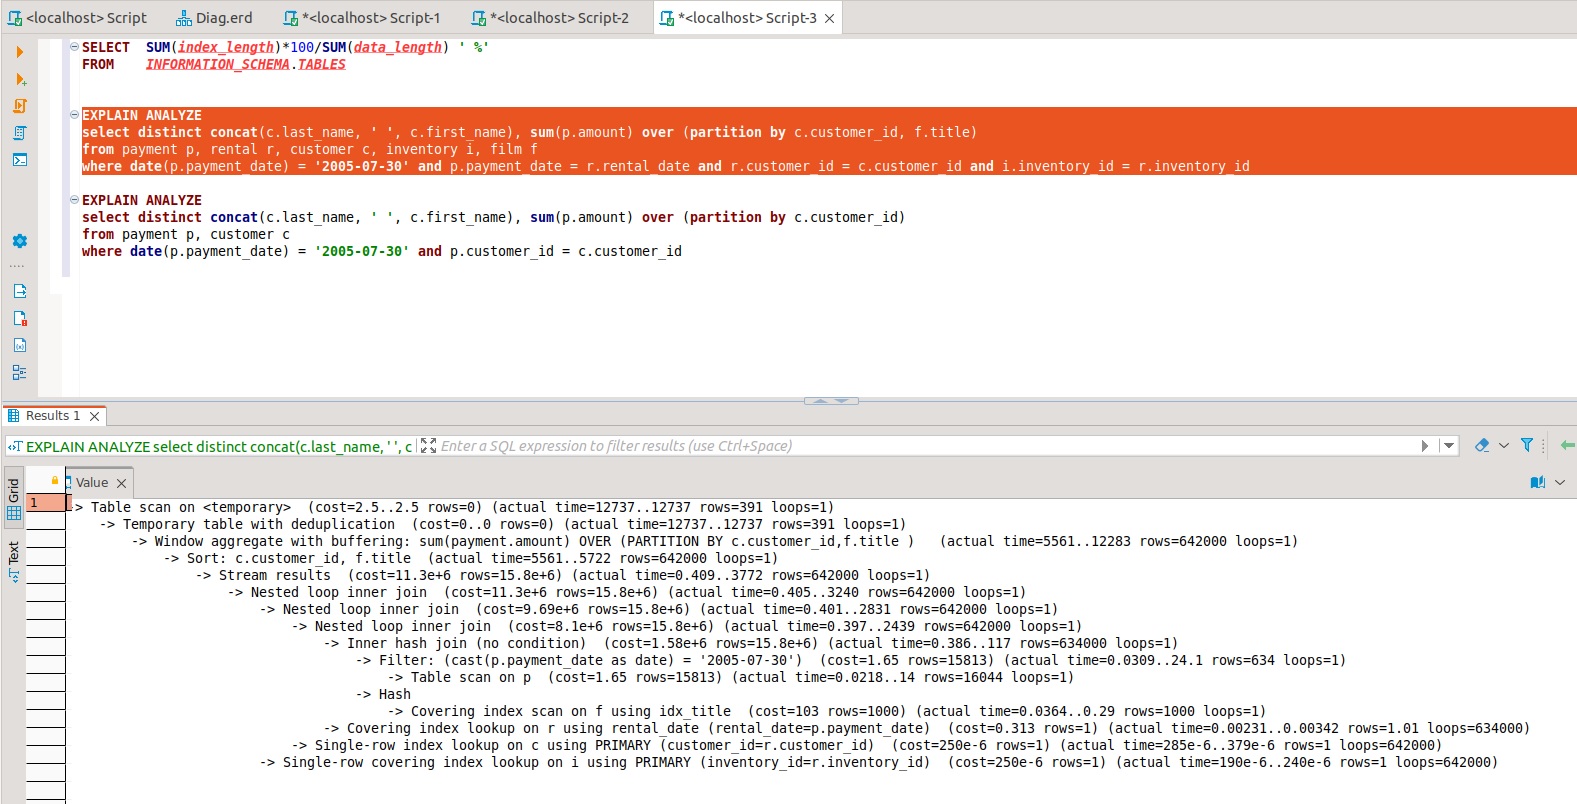 <localhost> Script
Diag.erd
*<localhost> Script-1
*<localhost> Script-2
*<localhost> Script-3
SELECT  SUM(index_length)*100/SUM(data_length) ' %'
FROM    INFORMATION_SCHEMA.TABLES
EXPLAIN ANALYZE
select distinct concat(c.last_name, ' ', c.first_name), sum(p.amount) over (partition by c.customer_id, f.title)
from payment p, rental r, customer c, inventory i, film f
where date(p.payment_date) = '2005-07-30' and p.payment_date = r.rental_date and r.customer_id = c.customer_id and i.inventory_id = r.inventory_id
EXPLAIN ANALYZE
select distinct concat(c.last_name, ' ', c.first_name), sum(p.amount) over (partition by c.customer_id)
from payment p, customer c
where date(p.payment_date) = '2005-07-30' and p.customer_id = c.customer_id
Results 1
EXPLAIN ANALYZE select distinct concat(c.last_name, ' ', c
Enter a SQL expression to filter results (use Ctrl+Space)
Grid
Text
Value
1
-> Table scan on <temporary>  (cost=2.5..2.5 rows=0) (actual time=12737..12737 rows=391 loops=1)
-> Temporary table with deduplication  (cost=0..0 rows=0) (actual time=12737..12737 rows=391 loops=1)
-> Window aggregate with buffering: sum(payment.amount) OVER (PARTITION BY c.customer_id,f.title )   (actual time=5561..12283 rows=642000 loops=1)
-> Sort: c.customer_id, f.title  (actual time=5561..5722 rows=642000 loops=1)
-> Stream results  (cost=11.3e+6 rows=15.8e+6) (actual time=0.409..3772 rows=642000 loops=1)
-> Nested loop inner join  (cost=11.3e+6 rows=15.8e+6) (actual time=0.405..3240 rows=642000 loops=1)
-> Nested loop inner join  (cost=9.69e+6 rows=15.8e+6) (actual time=0.401..2831 rows=642000 loops=1)
-> Nested loop inner join  (cost=8.1e+6 rows=15.8e+6) (actual time=0.397..2439 rows=642000 loops=1)
-> Inner hash join (no condition)  (cost=1.58e+6 rows=15.8e+6) (actual time=0.386..117 rows=634000 loops=1)
-> Filter: (cast(p.payment_date as date) = '2005-07-30')  (cost=1.65 rows=15813) (actual time=0.0309..24.1 rows=634 loops=1)
-> Table scan on p  (cost=1.65 rows=15813) (actual time=0.0218..14 rows=16044 loops=1)
-> Hash
-> Covering index scan on f using idx_title  (cost=103 rows=1000) (actual time=0.0364..0.29 rows=1000 loops=1)
-> Covering index lookup on r using rental_date (rental_date=p.payment_date)  (cost=0.313 rows=1) (actual time=0.00231..0.00342 rows=1.01 loops=634000)
-> Single-row index lookup on c using PRIMARY (customer_id=r.customer_id)  (cost=250e-6 rows=1) (actual time=285e-6..379e-6 rows=1 loops=642000)
-> Single-row covering index lookup on i using PRIMARY (inventory_id=r.inventory_id)  (cost=250e-6 rows=1) (actual time=190e-6..240e-6 rows=1 loops=642000)